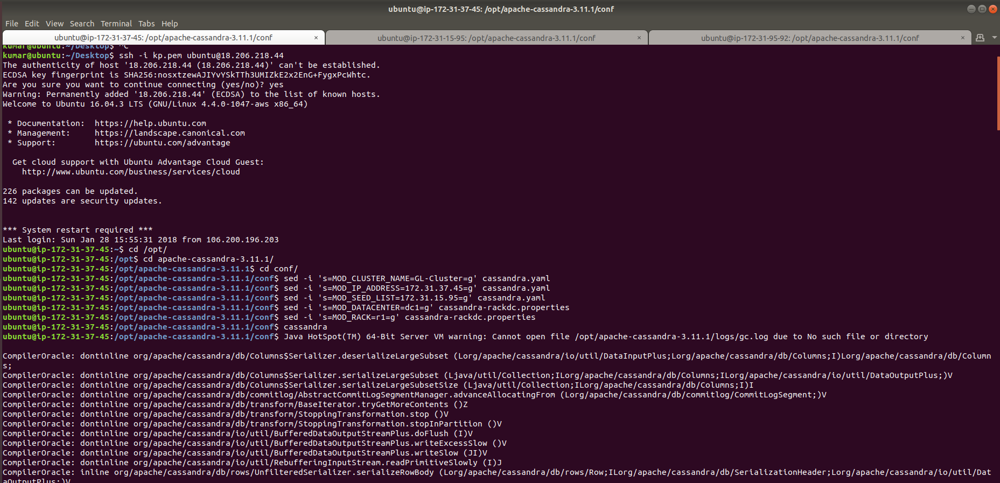 ubuntu@ip-172-31-37-45: /opt/apache-cassandra-3.11.1/conf
File Edit View Search Terminal Tabs Help
ubuntu@ip-172-31-37-45: /opt/apache-cassandra-3.11.1/conf × ubuntu@ip-172-31-15-95: /opt/apache-cassandra-3.11.1/conf × ubuntu@ip-172-31-95-92: /opt/apache-cassandra-3.11.1/conf ×
kumar@ubuntu:~/Desktop$ ^C
kumar@ubuntu:~/Desktop$ ssh -i kp.pem ubuntu@18.206.218.44
The authenticity of host '18.206.218.44 (18.206.218.44)' can't be established.
ECDSA key fingerprint is SHA256:nosxtzewAJIYvYSkTTh3UMIZkE2x2EnG+FygxPcWhtc.
Are you sure you want to continue connecting (yes/no)? yes
Warning: Permanently added '18.206.218.44' (ECDSA) to the list of known hosts.
Welcome to Ubuntu 16.04.3 LTS (GNU/Linux 4.4.0-1047-aws x86_64)
* Documentation:  https://help.ubuntu.com
* Management:     https://landscape.canonical.com
* Support:        https://ubuntu.com/advantage
Get cloud support with Ubuntu Advantage Cloud Guest:
http://www.ubuntu.com/business/services/cloud
226 packages can be updated.
142 updates are security updates.
*** System restart required ***
Last login: Sun Jan 28 15:55:31 2018 from 106.200.196.203
ubuntu@ip-172-31-37-45:~$ cd /opt/
ubuntu@ip-172-31-37-45:/opt$ cd apache-cassandra-3.11.1/
ubuntu@ip-172-31-37-45:/opt/apache-cassandra-3.11.1$ cd conf/
ubuntu@ip-172-31-37-45:/opt/apache-cassandra-3.11.1/conf$ sed -i 's=MOD_CLUSTER_NAME=GL-Cluster=g' cassandra.yaml
ubuntu@ip-172-31-37-45:/opt/apache-cassandra-3.11.1/conf$ sed -i 's=MOD_IP_ADDRESS=172.31.37.45=g' cassandra.yaml
ubuntu@ip-172-31-37-45:/opt/apache-cassandra-3.11.1/conf$ sed -i 's=MOD_SEED_LIST=172.31.15.95=g' cassandra.yaml
ubuntu@ip-172-31-37-45:/opt/apache-cassandra-3.11.1/conf$ sed -i 's=MOD_DATACENTER=dc1=g' cassandra-rackdc.properties
ubuntu@ip-172-31-37-45:/opt/apache-cassandra-3.11.1/conf$ sed -i 's=MOD_RACK=r1=g' cassandra-rackdc.properties
ubuntu@ip-172-31-37-45:/opt/apache-cassandra-3.11.1/conf$ cassandra
ubuntu@ip-172-31-37-45:/opt/apache-cassandra-3.11.1/conf$ Java HotSpot(TM) 64-Bit Server VM warning: Cannot open file /opt/apache-cassandra-3.11.1/logs/gc.log due to No such file or directory
CompilerOracle: dontinline org/apache/cassandra/db/Columns$Serializer.deserializeLargeSubset (Lorg/apache/cassandra/io/util/DataInputPlus;Lorg/apache/cassandra/db/Columns;I)Lorg/apache/cassandra/db/Column
s;
CompilerOracle: dontinline org/apache/cassandra/db/Columns$Serializer.serializeLargeSubset (Ljava/util/Collection;ILorg/apache/cassandra/db/Columns;ILorg/apache/cassandra/io/util/DataOutputPlus;)V
CompilerOracle: dontinline org/apache/cassandra/db/Columns$Serializer.serializeLargeSubsetSize (Ljava/util/Collection;ILorg/apache/cassandra/db/Columns;I)I
CompilerOracle: dontinline org/apache/cassandra/db/commitlog/AbstractCommitLogSegmentManager.advanceAllocatingFrom (Lorg/apache/cassandra/db/commitlog/CommitLogSegment;)V
CompilerOracle: dontinline org/apache/cassandra/db/transform/BaseIterator.tryGetMoreContents ()Z
CompilerOracle: dontinline org/apache/cassandra/db/transform/StoppingTransformation.stop ()V
CompilerOracle: dontinline org/apache/cassandra/db/transform/StoppingTransformation.stopInPartition ()V
CompilerOracle: dontinline org/apache/cassandra/io/util/BufferedDataOutputStreamPlus.doFlush (I)V
CompilerOracle: dontinline org/apache/cassandra/io/util/BufferedDataOutputStreamPlus.writeExcessSlow ()V
CompilerOracle: dontinline org/apache/cassandra/io/util/BufferedDataOutputStreamPlus.writeSlow (JI)V
CompilerOracle: dontinline org/apache/cassandra/io/util/RebufferingInputStream.readPrimitiveSlowly (I)J
CompilerOracle: inline org/apache/cassandra/db/rows/UnfilteredSerializer.serializeRowBody (Lorg/apache/cassandra/db/rows/Row;ILorg/apache/cassandra/db/SerializationHeader;Lorg/apache/cassandra/io/util/Dat
aOutputPlus;)V